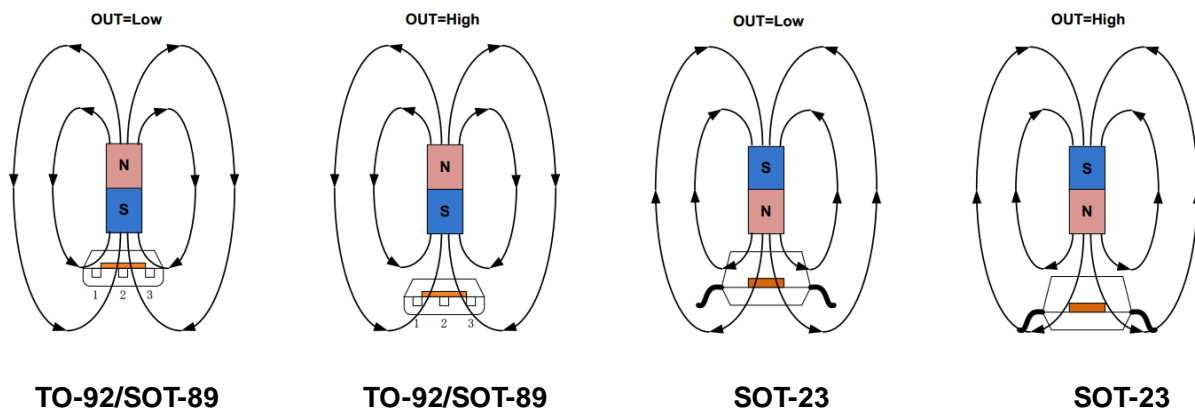 OUT=Low
OUT=High
OUT=Low
OUT=High
N
S
1 2 3
N
S
1 2 3
S
N
S
N
TO-92/SOT-89
TO-92/SOT-89
SOT-23
SOT-23